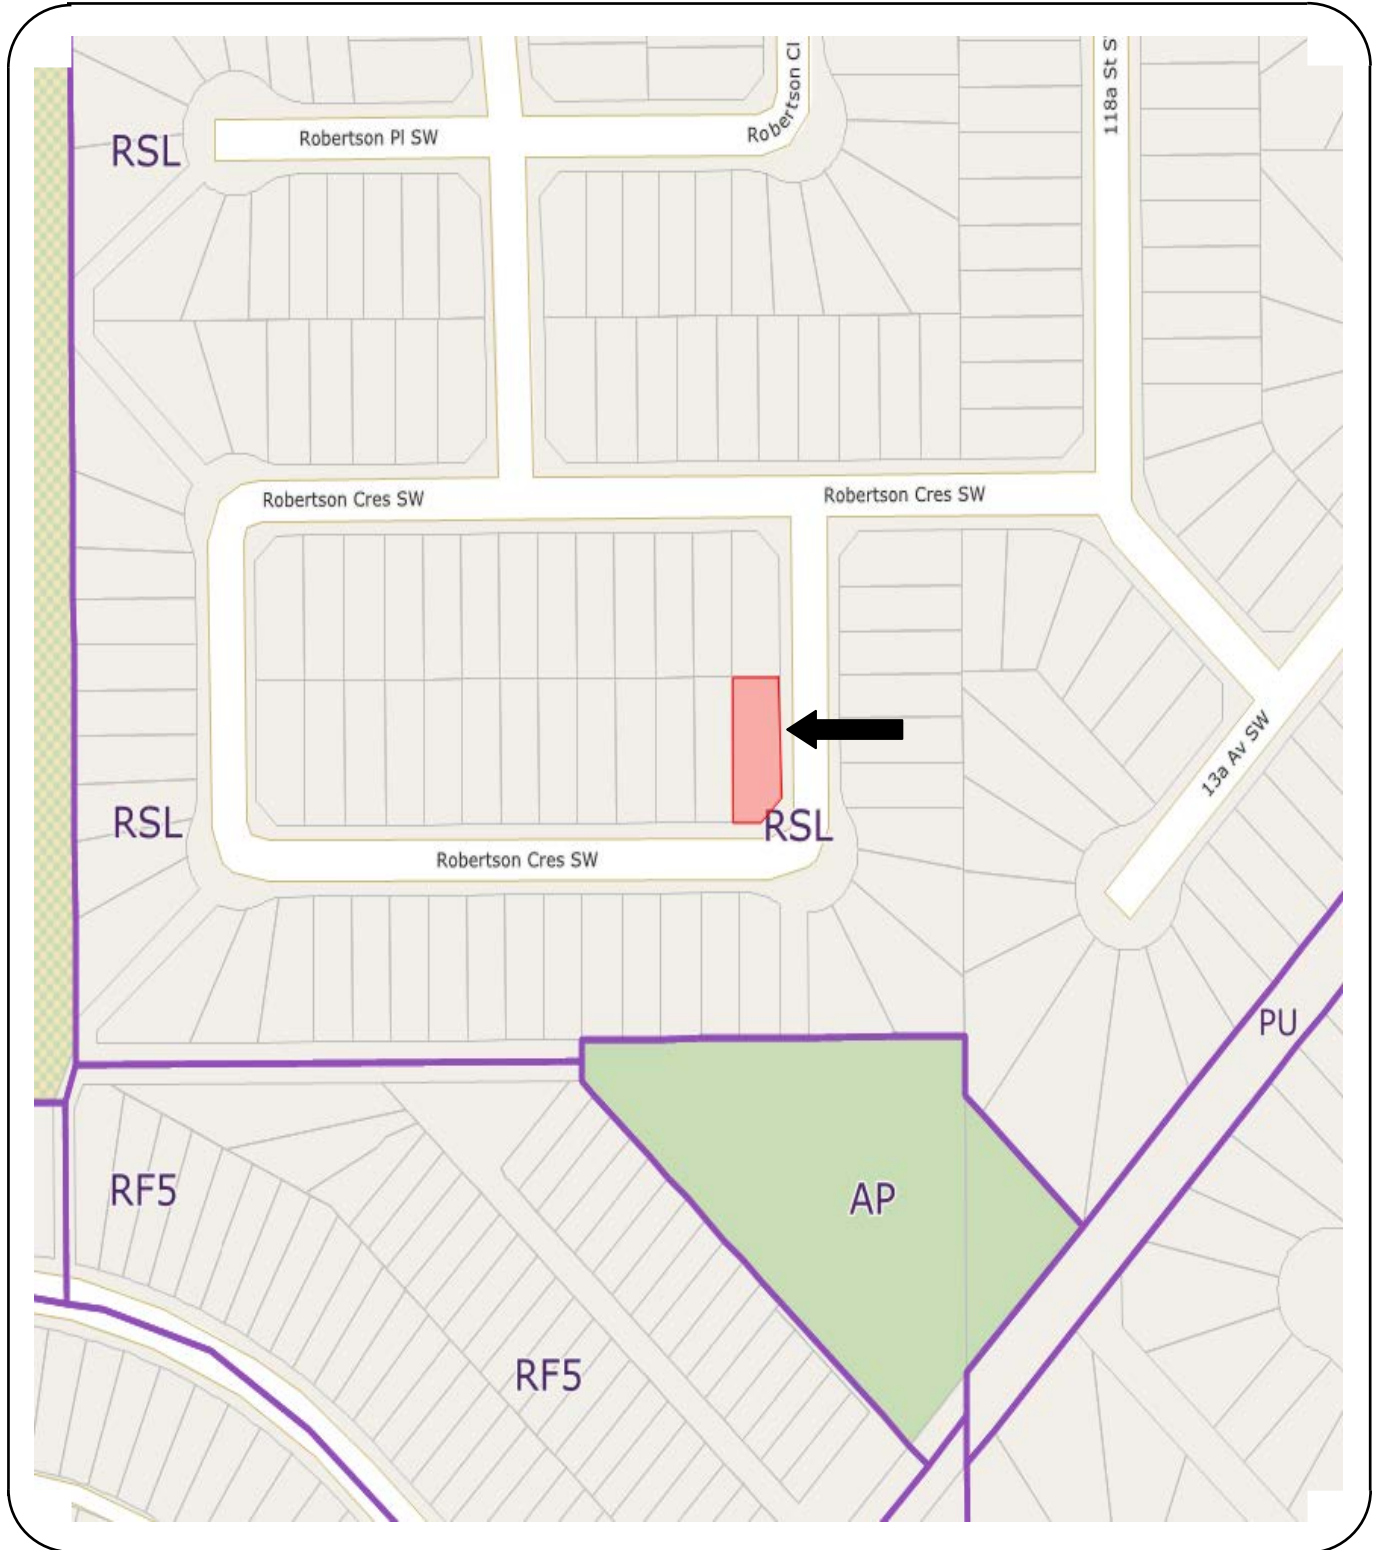 118a St S
Robertson Cl
Robertson Pl SW
RSL
Robertson Cres SW
Robertson Cres SW
13a Av SW
RSL
RSL
Robertson Cres SW
PU
RF5
AP
RF5